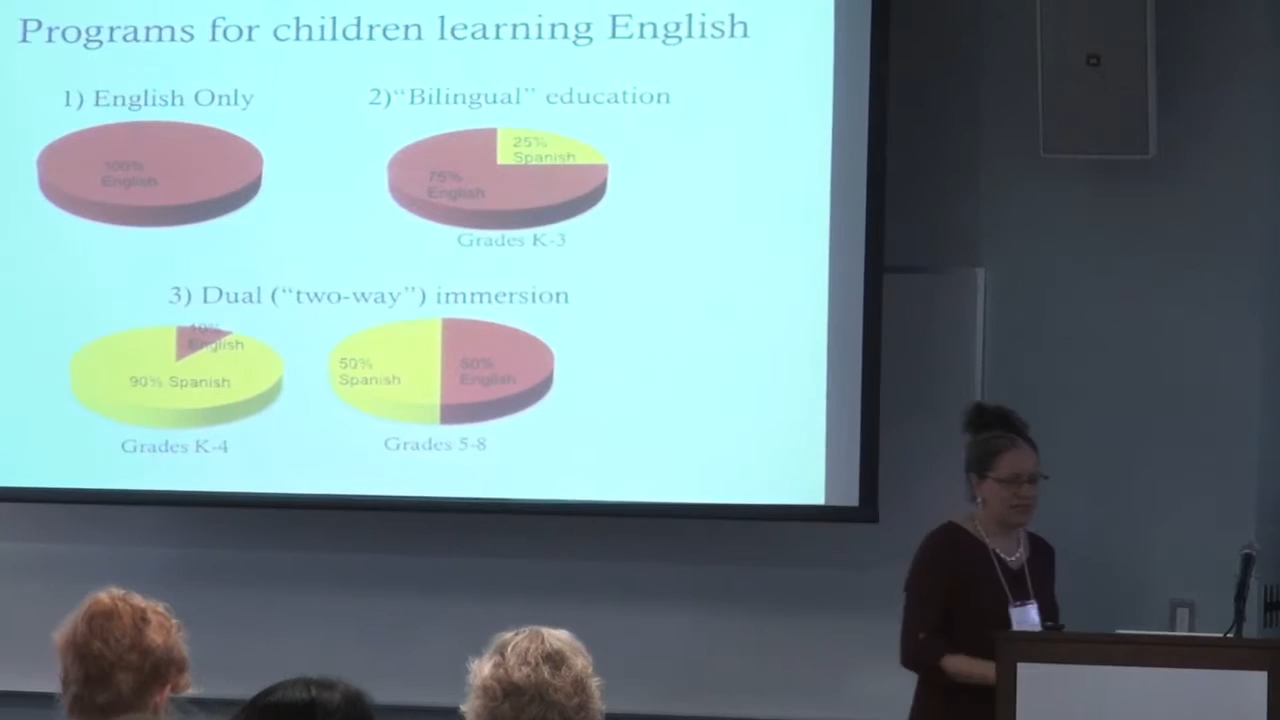 Programs for children learning English
1) English Only
100%
English
2)“Bilingual” education
25%
Spanish
75%
English
Grades K-3
3) Dual (“two-way”) immersion
10%
English
90% Spanish
Grades K-4
50%
Spanish
50%
English
Grades 5-8